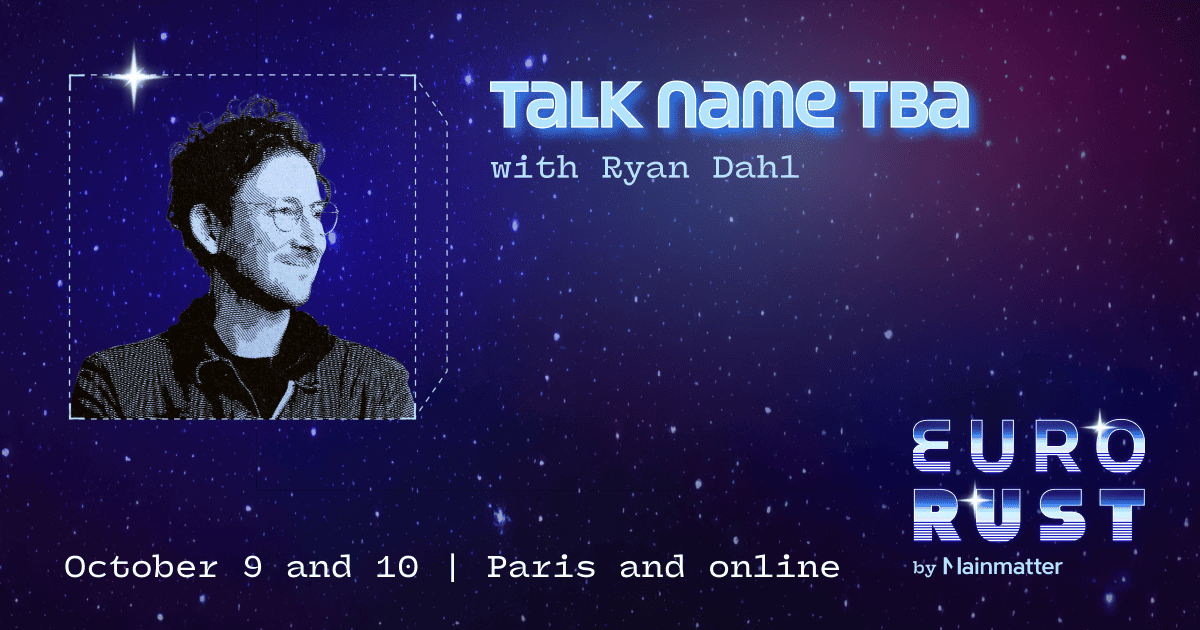 Talk name TBA
with Ryan Dahl
EURO
RUST
by Mainmatter
October 9 and 10 | Paris and online